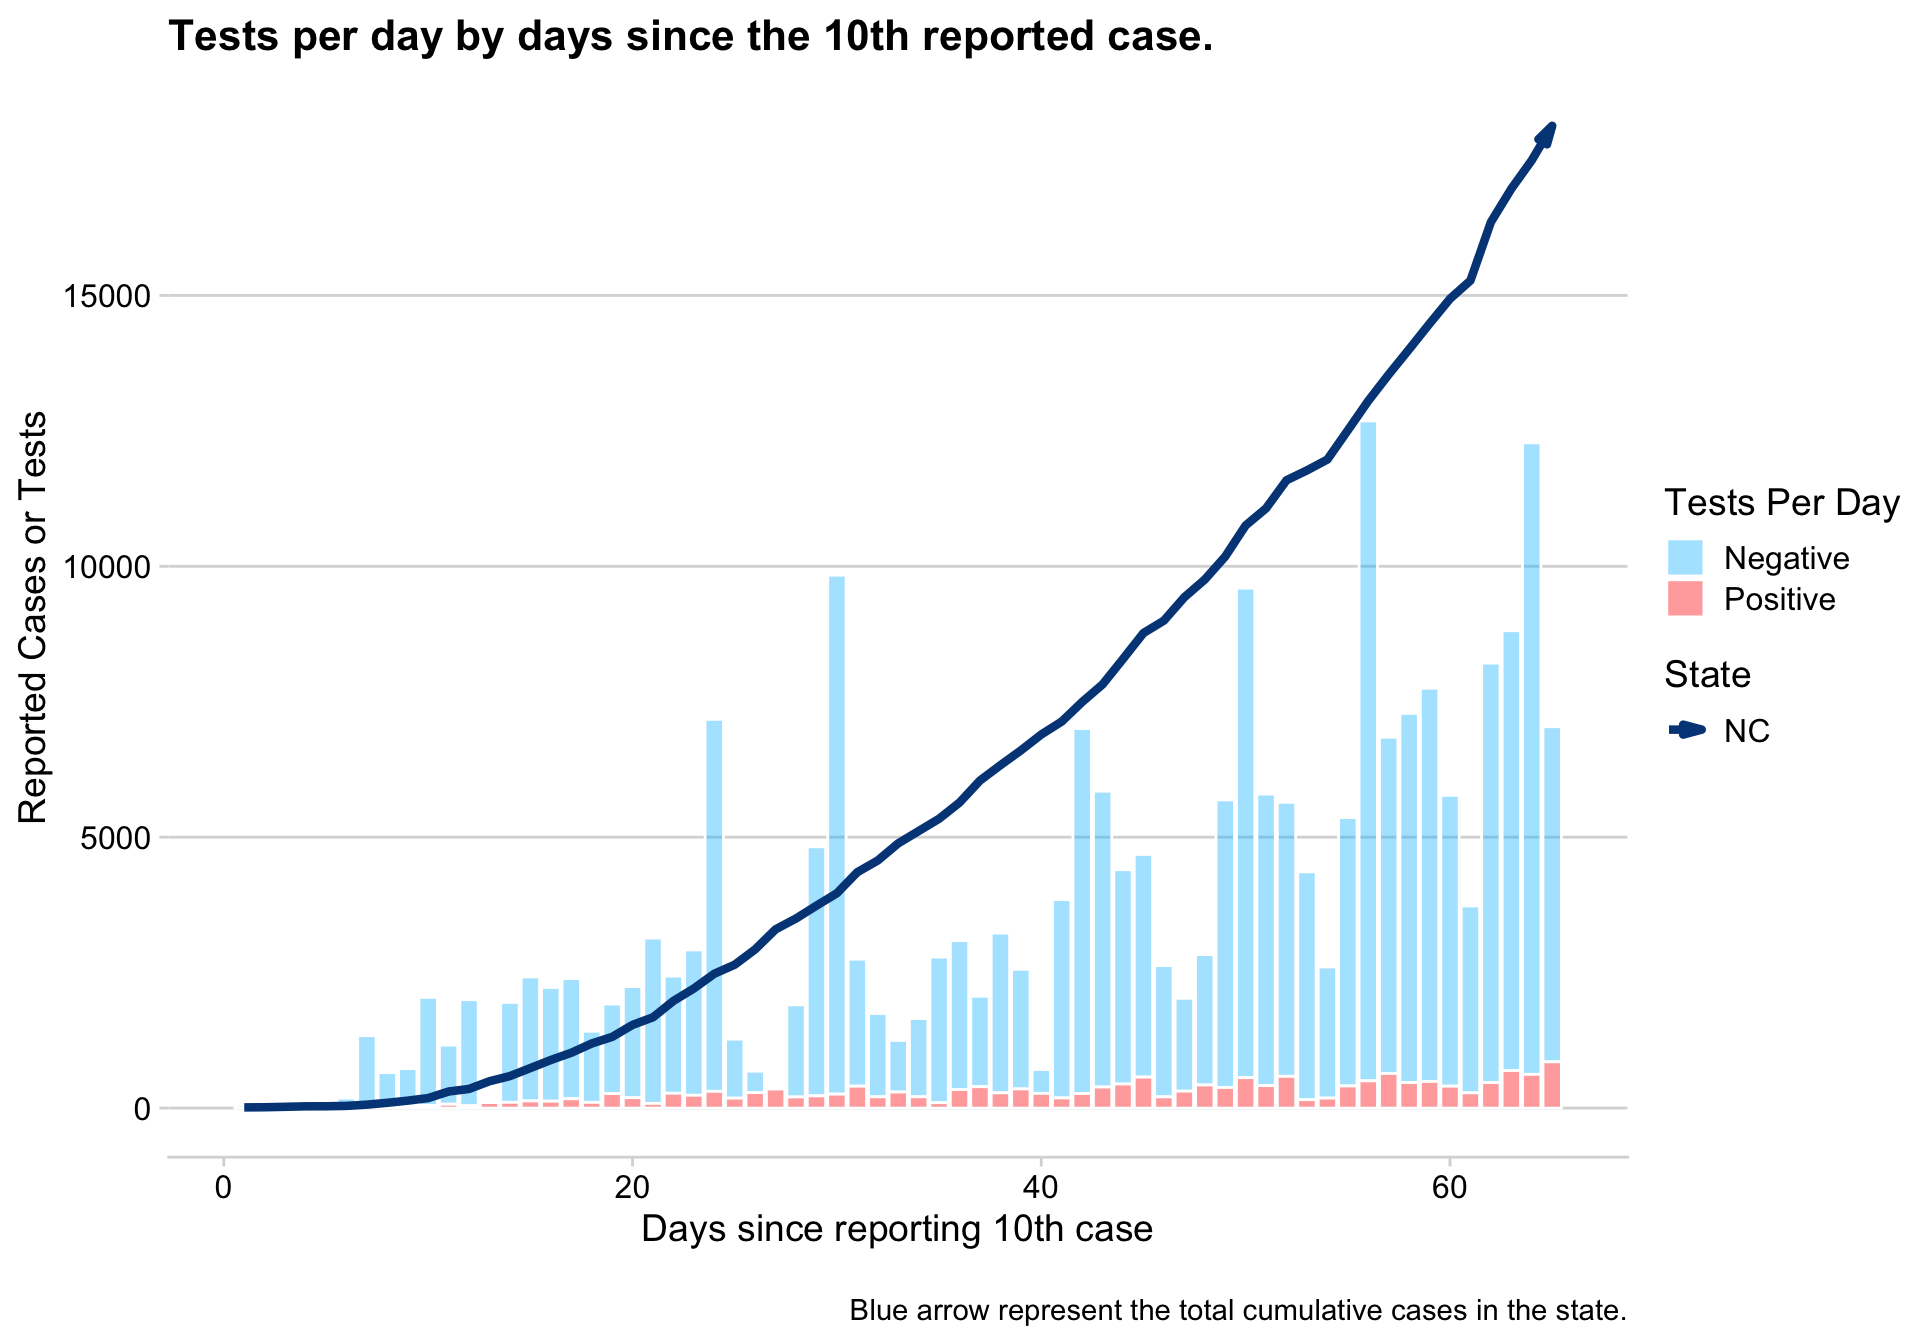 Tests per day by days since the 10th reported case.
Reported Cases or Tests
15000
10000
5000
0
0
20
40
60
Days since reporting 10th case
Tests Per Day
Negative
Positive
State
NC
Blue arrow represent the total cumulative cases in the state.